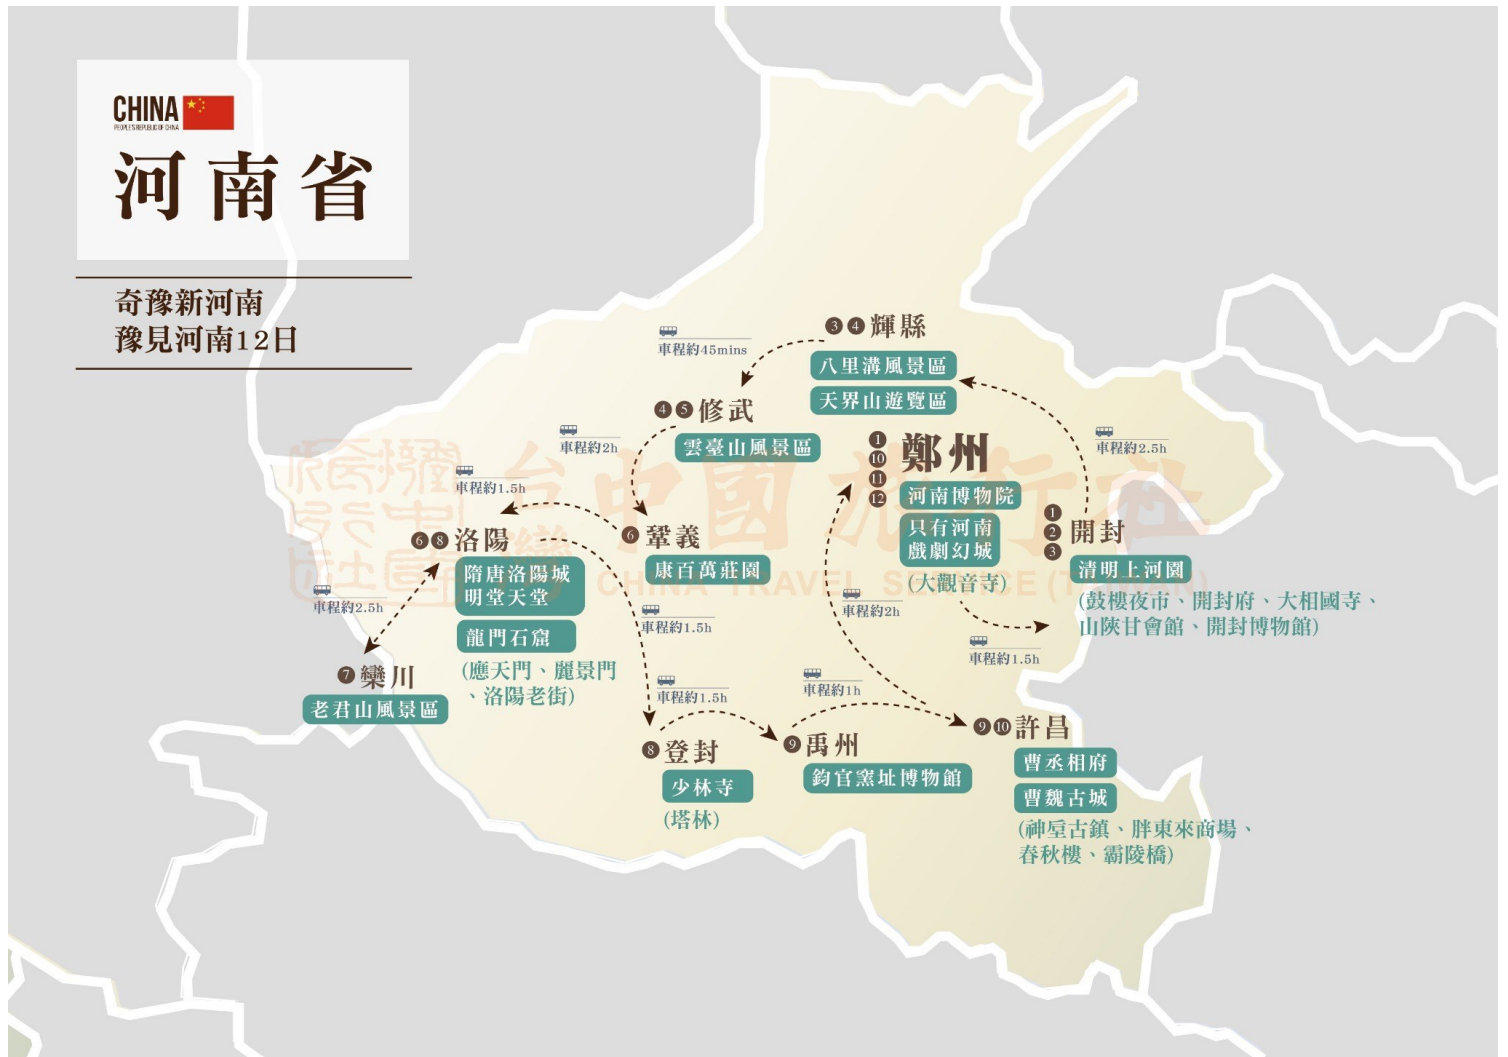 CHINA
PEOPLE'S REPUBLIC OF CHINA
河南省
奇豫新河南
豫見河南12日
3 4 輝縣
八里溝風景區
天界山遊覽區
車程約45mins
4 5 修武
雲臺山風景區
車程約2h
1 10 11 12 鄭州
河南博物院
只有河南
戲劇幻城
(大觀音寺)
車程約2.5h
車程約1.5h
6 8 洛陽
隋唐洛陽城
明堂天堂
龍門石窟
(應天門、麗景門
、洛陽老街)
6 鞏義
康百萬莊園
1 2 3 開封
清明上河園
(鼓樓夜市、開封府、大相國寺、
山陝甘會館、開封博物館)
車程約2.5h
車程約1.5h
車程約2h
車程約1.5h
7 欒川
老君山風景區
車程約1.5h
車程約1h
8 登封
少林寺
(塔林)
9 禹州
鈞官窯址博物館
9 10 許昌
曹丞相府
曹魏古城
(神垕古鎮、胖東來商場、
春秋樓、霸陵橋)
台灣中國旅行社
CHINA TRAVEL SERVICE (TAIWAN)